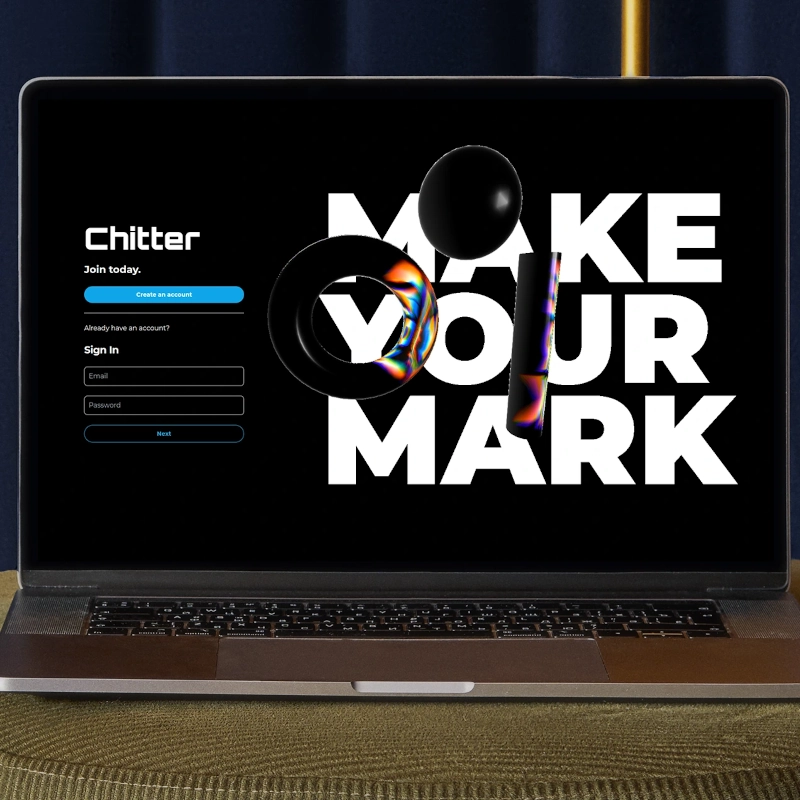 Chitter
Join today.
Create an account
Already have an account?
Sign In
Email
Password
Next
MAKE
YOUR
MARK